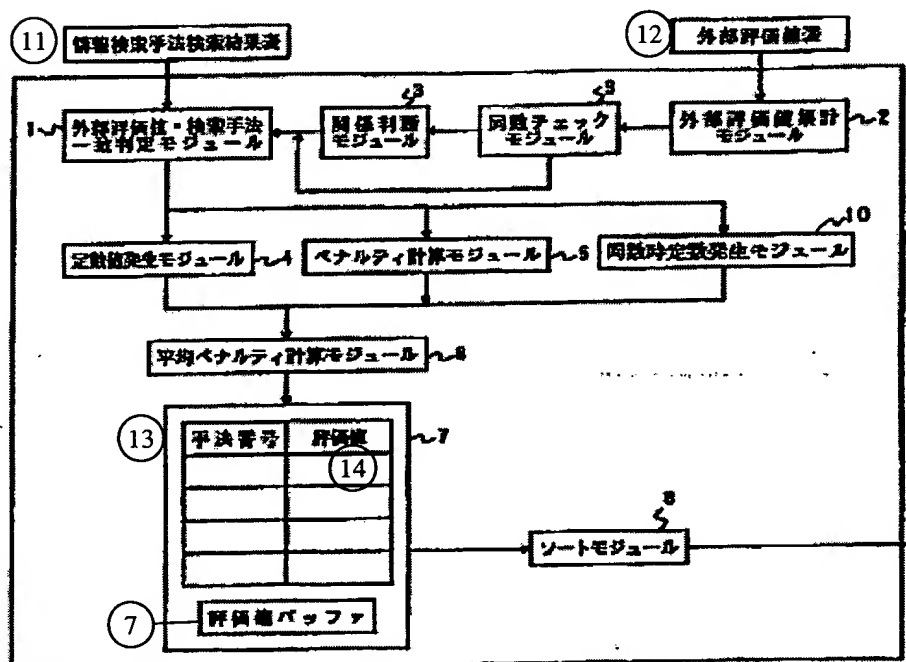 11
情報検索手法検索結果表
12
外部評価値表
1
外部評価値・検索手法
一致判定モジュール
3
関係判断
モジュール
9
同数チェック
モジュール
外部評価値集計
モジュール
2
定数値発生モジュール
4
ペナルティ計算モジュール
5
10
同数時定数発生モジュール
平均ペナルティ計算モジュール
6
13
手法番号
評価値
7
14
8
ソートモジュール
7
評価値バッファ